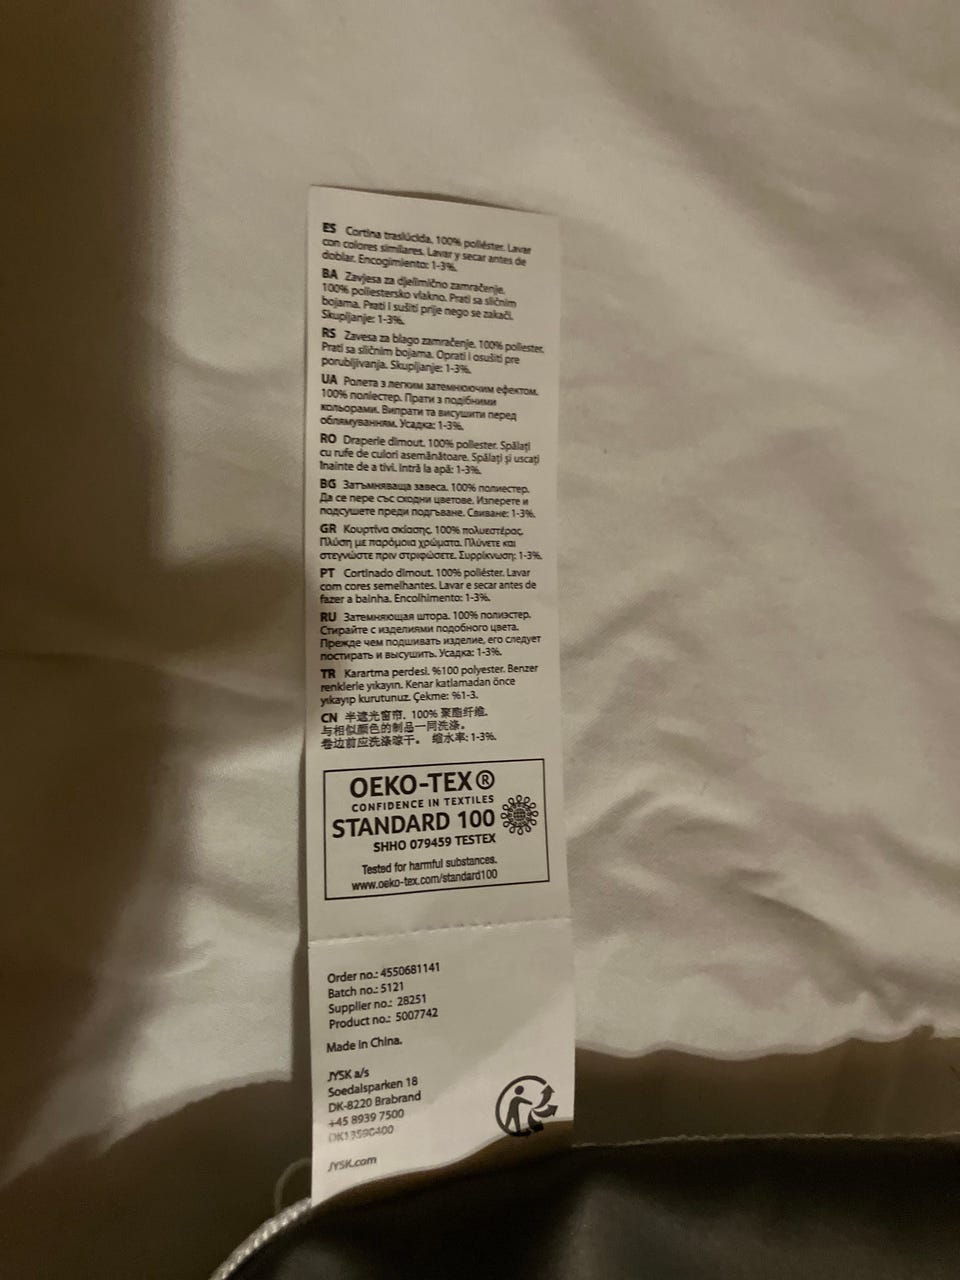 ES Cortina traslúcida. 100% poliéster. Lavar
con colores similares. Lavar y secar antes de
doblar. Encogimiento: 1-3%.
BA Zavjesa za djelimično zamračenje.
100% poliestersko vlakno. Prati sa sličnim
bojama. Prati i sušiti prije nego se zakači.
Skupljanje: 1-3%.
RS Zavesa za blago zamračenje. 100% poliester.
Prati sa sličnim bojama. Oprati i osušiti pre
porubljivanja. Skupljanje: 1-3%.
UA Ролета з легким затемнюючим ефектом.
100% поліестер. Прати з подібними
кольорами. Випрати та висушити перед
облямуванням. Усадка: 1-3%.
RO Draperie dimout. 100% poliester. Spălați
cu rufe de culori asemănătoare. Spălați și uscați
înainte de a tivi. Intră la apă: 1-3%.
BG Затъмняваща завеса. 100% полиестер.
Да се пере със сходни цветове. Изперете и
подсушете преди подгъване. Свиване: 1-3%.
GR Κουρτίνα σκίασης. 100% πολυεστέρας.
Πλύση με παρόμοια χρώματα. Πλύνετε και
στεγνώστε πριν στριφώσετε. Συρρίκνωση: 1-3%.
PT Cortinado dimout. 100% poliéster. Lavar
com cores semelhantes. Lavar e secar antes de
fazer a bainha. Encolhimento: 1-3%.
RU Затемняющая штора. 100% полиэстер.
Стирайте с изделиями подобного цвета.
Прежде чем подшивать изделие, его следует
постирать и высушить. Усадка: 1-3%.
TR Karartma perdesi. %100 polyester. Benzer
renklerle yıkayın. Kenar katlamadan önce
yıkayıp kurutunuz. Çekme: %1-3.
CN 半遮光窗帘. 100% 聚酯纤维.
与相似颜色的制品一同洗涤。
卷边前应洗涤晾干。 缩水率: 1-3%.
OEKO-TEX®
CONFIDENCE IN TEXTILES
STANDARD 100
SHHO 079459 TESTEX
Tested for harmful substances.
www.oeko-tex.com/standard100
Order no.: 4550681141
Batch no.: 5121
Supplier no.: 28251
Product no.: 5007742
Made in China.
JYSK a/s
Soedalsparken 18
DK-8220 Brabrand
+45 8939 7500
DK13590400
JYSK.com